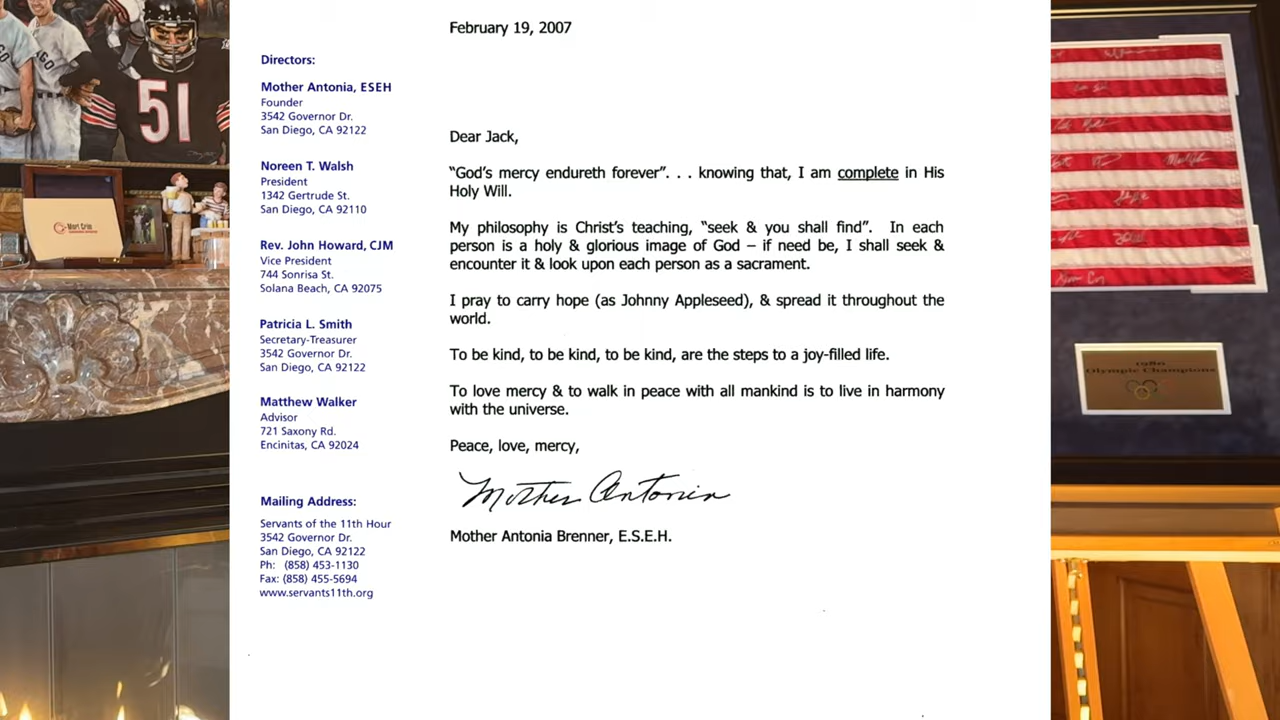 February 19, 2007
Directors:
Mother Antonia, ESEH
Founder
3542 Governor Dr.
San Diego, CA 92122
Noreen T. Walsh
President
1342 Gertrude St.
San Diego, CA 92110
Rev. John Howard, CJM
Vice President
744 Sonrisa St.
Solana Beach, CA 92075
Patricia L. Smith
Secretary-Treasurer
3542 Governor Dr.
San Diego, CA 92122
Matthew Walker
Advisor
721 Saxony Rd.
Encinitas, CA 92024
Mailing Address:
Servants of the 11th Hour
3542 Governor Dr.
San Diego, CA 92122
Ph: (858) 453-1130
Fax: (858) 455-5694
www.servants11th.org
Dear Jack,
“God’s mercy endureth forever”. . . knowing that, I am complete in His
Holy Will.
My philosophy is Christ’s teaching, “seek & you shall find”. In each
person is a holy & glorious image of God – if need be, I shall seek &
encounter it & look upon each person as a sacrament.
I pray to carry hope (as Johnny Appleseed), & spread it throughout the
world.
To be kind, to be kind, to be kind, are the steps to a joy-filled life.
To love mercy & to walk in peace with all mankind is to live in harmony
with the universe.
Peace, love, mercy,
Mother Antonia
Mother Antonia Brenner, E.S.E.H.
51
Mort Crim
Olympic Champions